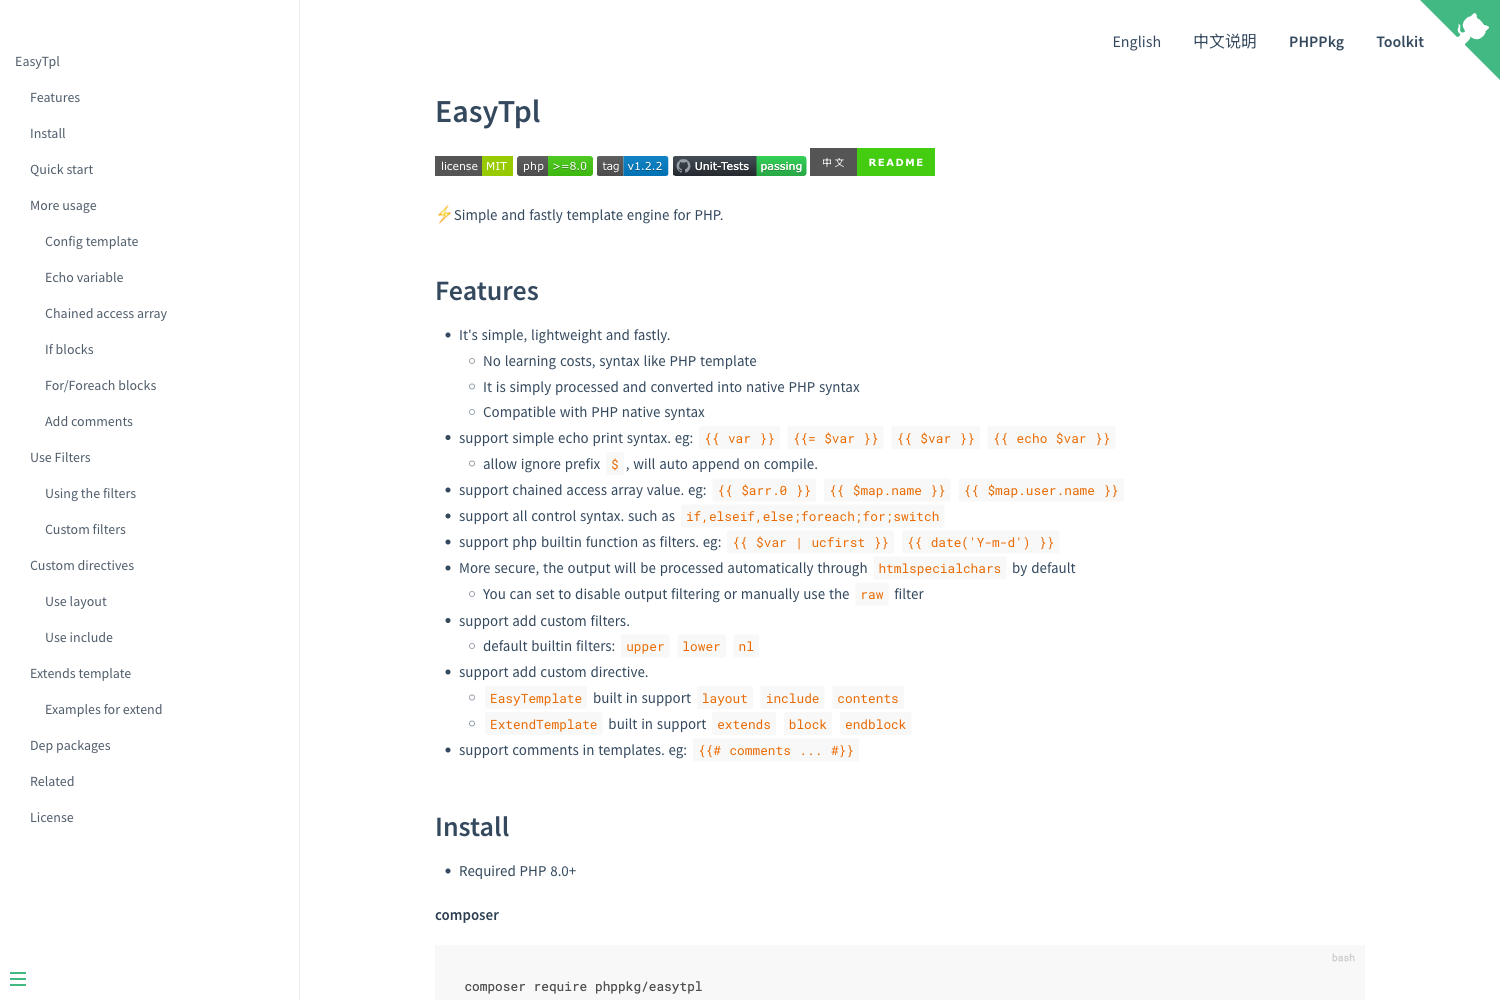 English 中文说明 PHPPkg Toolkit
EasyTpl
Features
Install
Quick start
More usage
Config template
Echo variable
Chained access array
If blocks
For/Foreach blocks
Add comments
Use Filters
Using the filters
Custom filters
Custom directives
Use layout
Use include
Extends template
Examples for extend
Dep packages
Related
License
EasyTpl
license MIT php >=8.0 tag v1.2.2 Unit-Tests passing 中文 README
⚡Simple and fastly template engine for PHP.
Features
It's simple, lightweight and fastly.
No learning costs, syntax like PHP template
It is simply processed and converted into native PHP syntax
Compatible with PHP native syntax
support simple echo print syntax. eg: {{ var }} {{= $var }} {{ $var }} {{ echo $var }}
allow ignore prefix $ , will auto append on compile.
support chained access array value. eg: {{ $arr.0 }} {{ $map.name }} {{ $map.user.name }}
support all control syntax. such as if,elseif,else;foreach;for;switch
support php builtin function as filters. eg: {{ $var | ucfirst }} {{ date('Y-m-d') }}
More secure, the output will be processed automatically through htmlspecialchars by default
You can set to disable output filtering or manually use the raw filter
support add custom filters.
default builtin filters: upper lower nl
support add custom directive.
EasyTemplate built in support layout include contents
ExtendTemplate built in support extends block endblock
support comments in templates. eg: {{# comments ... #}}
Install
Required PHP 8.0+
composer
bash
composer require phppkg/easytpl